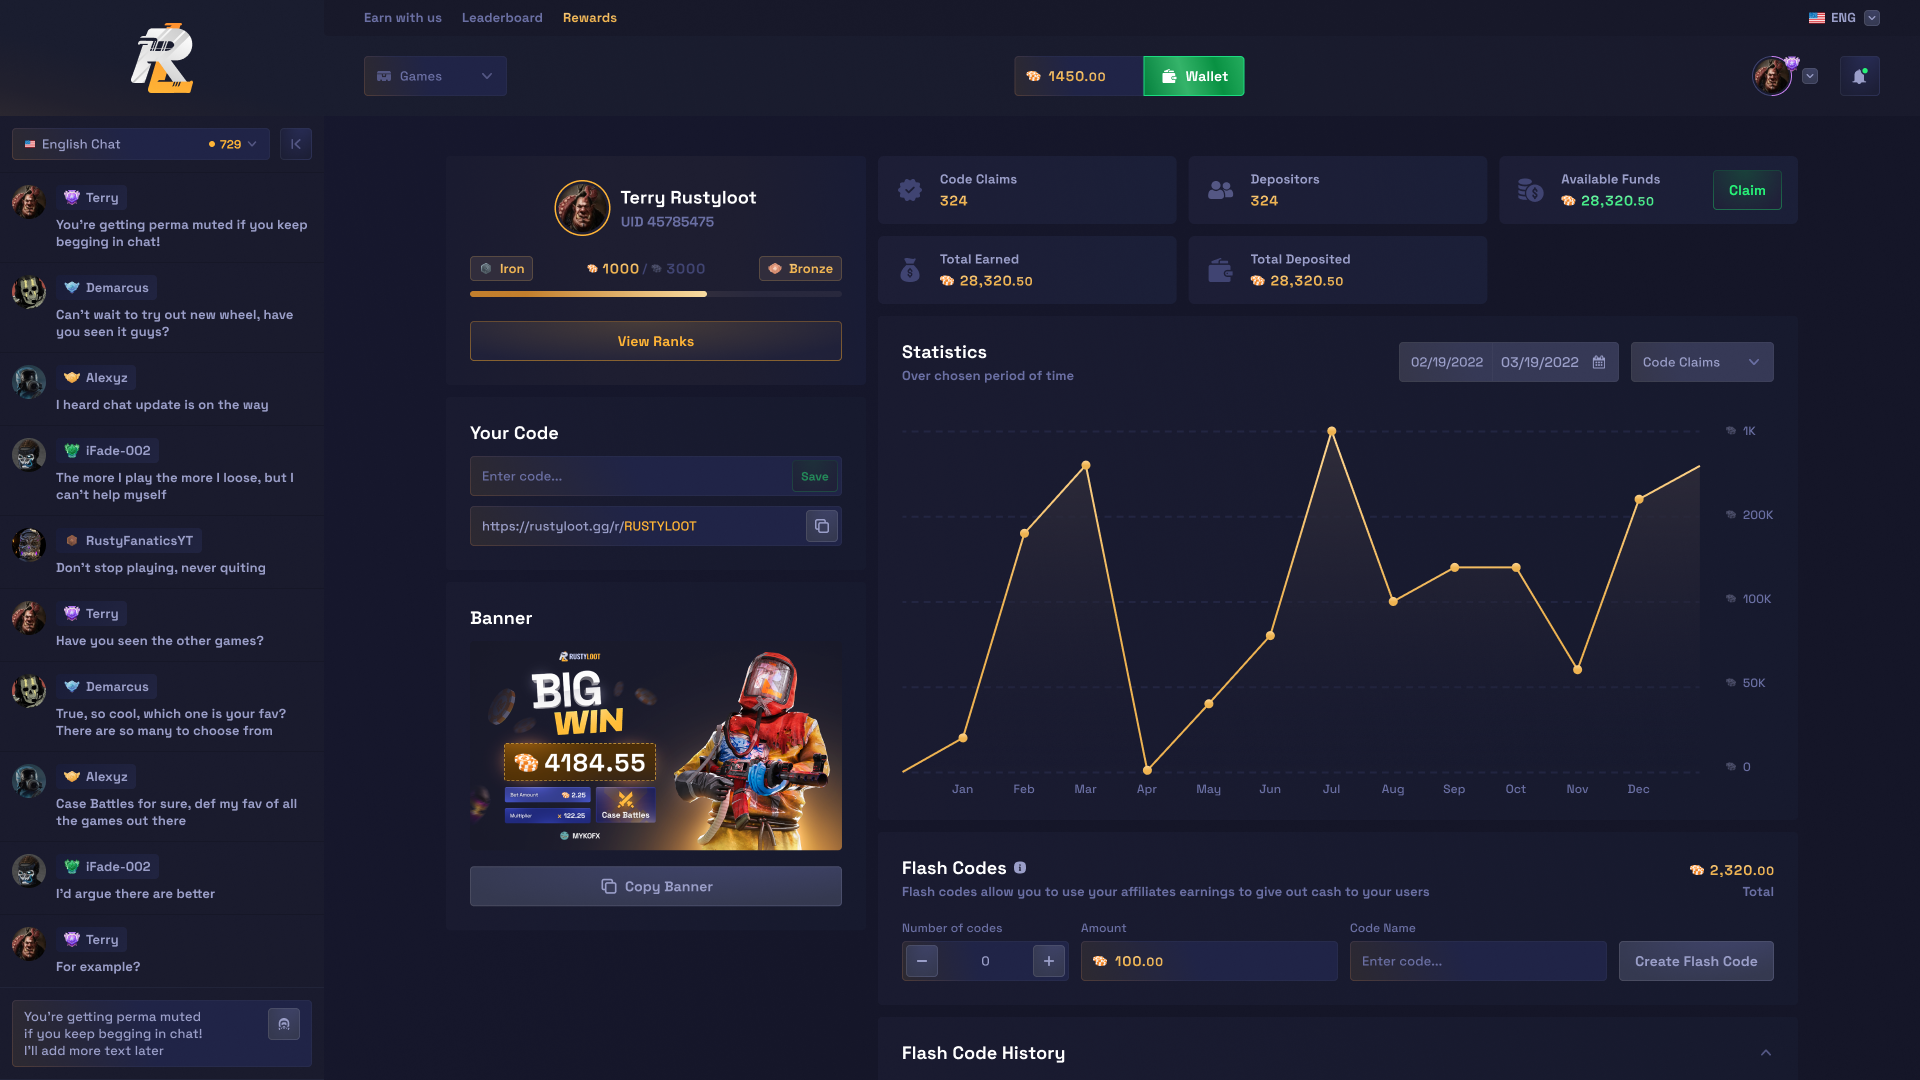 Earn with us
Leaderboard
Rewards
ENG
Games
1450.00
Wallet
English Chat
729
Terry
You're getting perma muted if you keep
begging in chat!
Demarcus
Can't wait to try out new wheel, have
you seen it guys?
Alexyz
I heard chat update is on the way
iFade-002
The more I play the more I loose, but I
can't help myself
RustyFanaticsYT
Don't stop playing, never quiting
Terry
Have you seen the other games?
Demarcus
True, so cool, which one is your fav?
There are so many to choose from
Alexyz
Case Battles for sure, def my fav of all
the games out there
iFade-002
I'd argue there are better
Terry
For example?
You're getting perma muted
if you keep begging in chat!
I'll add more text later
Terry Rustyloot
UID 45785475
Iron
1000 / 3000
Bronze
View Ranks
Your Code
Enter code...
Save
https://rustyloot.gg/r/RUSTYLOOT
Banner
RUSTYLOOT
BIG
WIN
4184.55
Bet Amount
2.25
Multiplier
x 122.25
Case Battles
MYKOFX
Copy Banner
Code Claims
324
Depositors
324
Available Funds
28,320.50
Claim
Total Earned
28,320.50
Total Deposited
28,320.50
Statistics
Over chosen period of time
02/19/2022
03/19/2022
Code Claims
1K
200K
100K
50K
0
Jan
Feb
Mar
Apr
May
Jun
Jul
Aug
Sep
Oct
Nov
Dec
Flash Codes
Flash codes allow you to use your affiliates earnings to give out cash to your users
2,320.00
Total
Number of codes
0
Amount
100.00
Code Name
Enter code...
Create Flash Code
Flash Code History